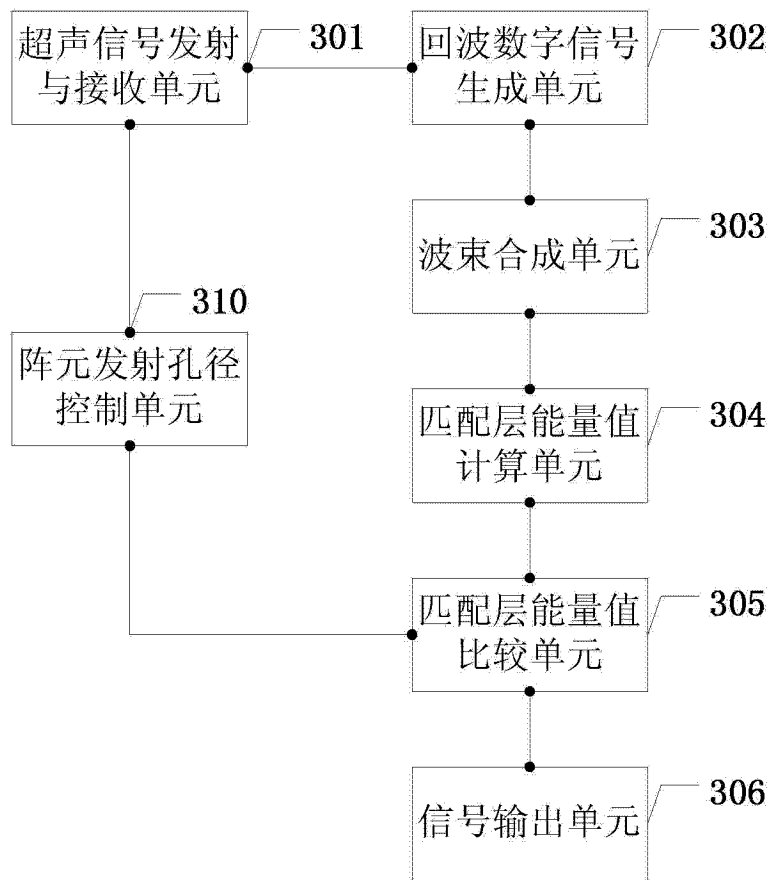 超声信号发射
与接收单元
301
回波数字信号
生成单元
302
波束合成单元
303
310
阵元发射孔径
控制单元
匹配层能量值
计算单元
304
匹配层能量值
比较单元
305
信号输出单元
306